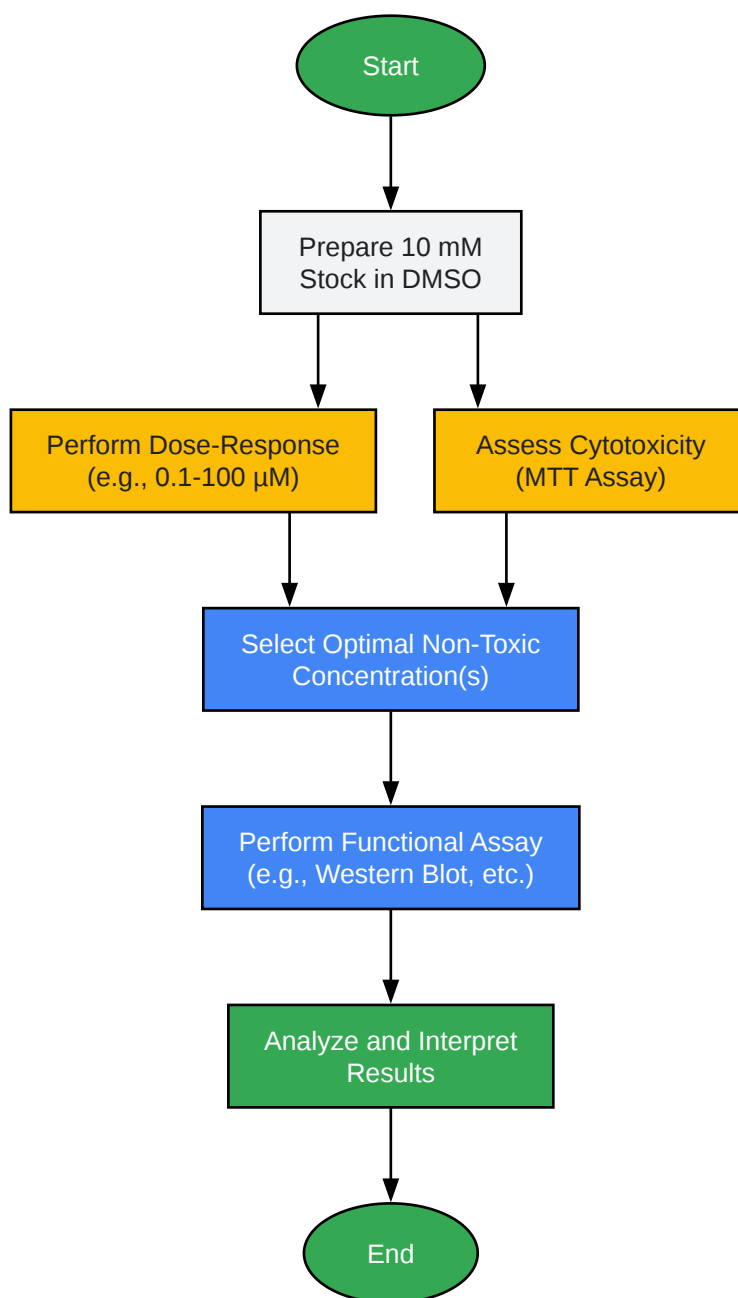 Start
Prepare 10 mM
Stock in DMSO
Perform Dose-Response
(e.g., 0.1-100 µM)
Assess Cytotoxicity
(MTT Assay)
Select Optimal Non-Toxic
Concentration(s)
Perform Functional Assay
(e.g., Western Blot, etc.)
Analyze and Interpret
Results
End